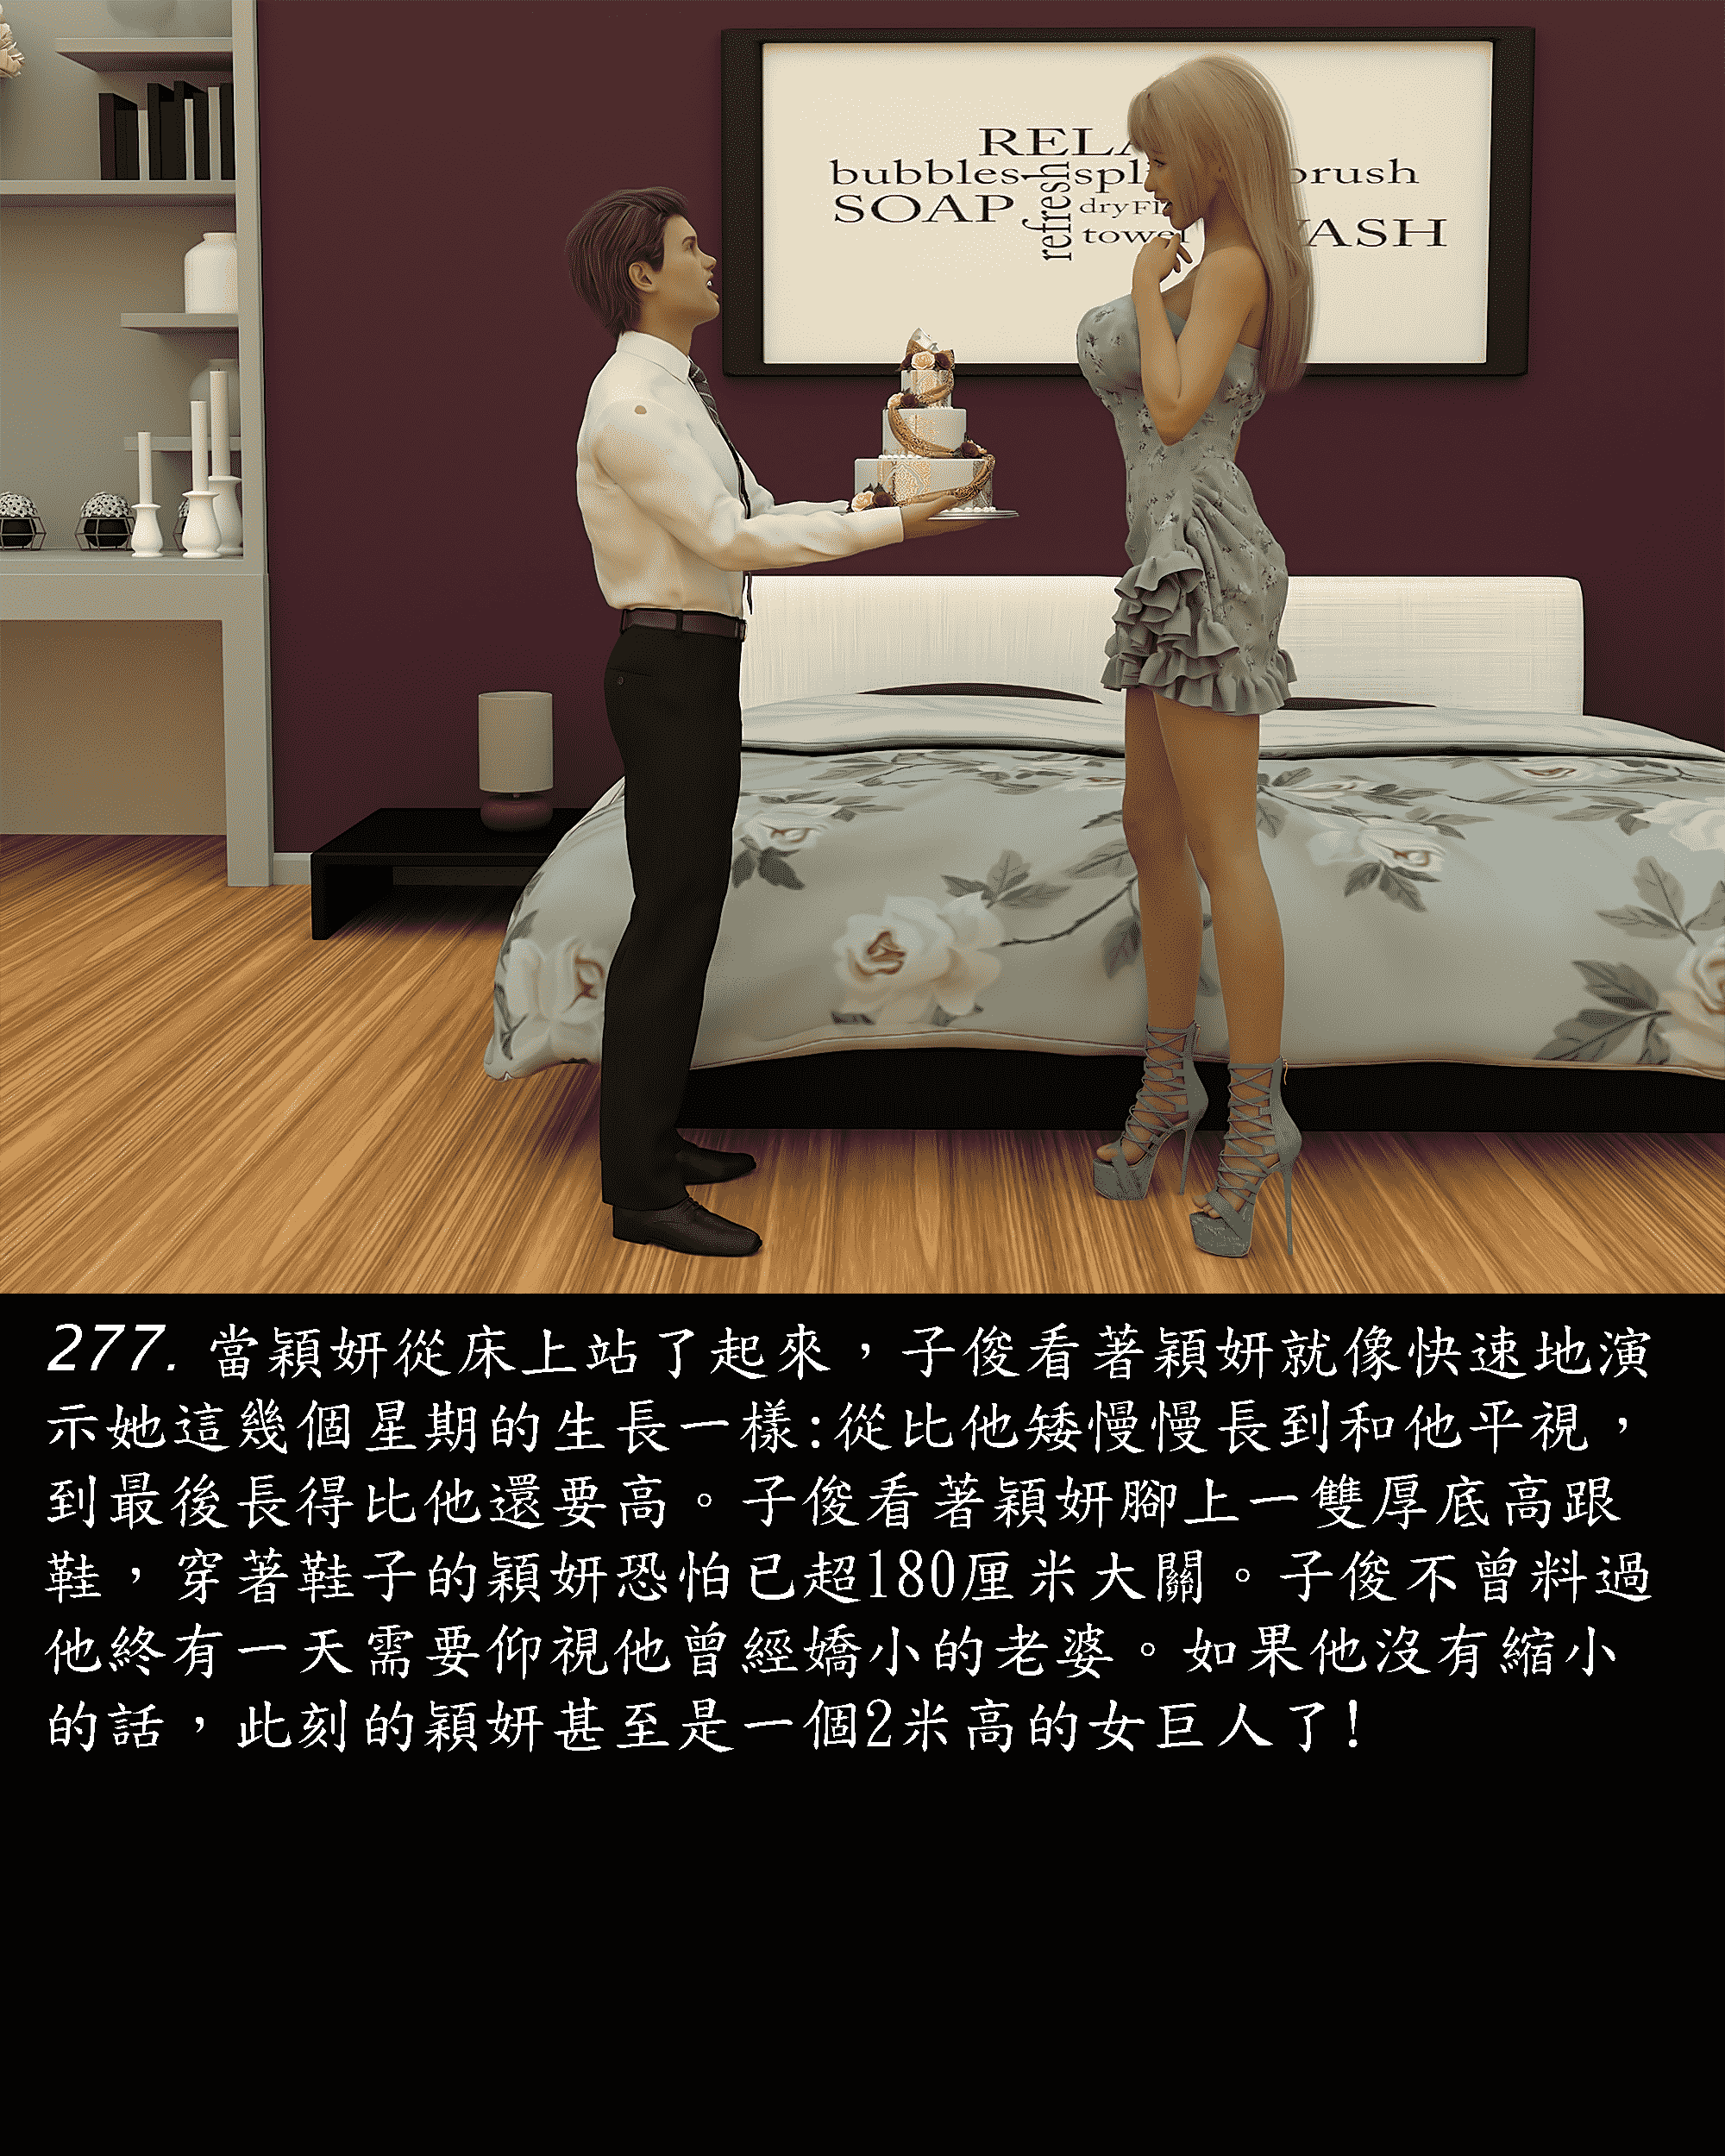 RELA
bubbles spl brush
SOAP refresh dry Fl
towel WASH
277. 當穎妍從床上站了起來，子俊看著穎妍就像快速地演
示她這幾個星期的生長一樣:從比他矮慢慢長到和他平視，
到最後長得比他還要高。子俊看著穎妍腳上一雙厚底高跟
鞋，穿著鞋子的穎妍恐怕已超180厘米大關。子俊不曾料過
他終有一天需要仰視他曾經嬌小的老婆。如果他沒有縮小
的話，此刻的穎妍甚至是一個2米高的女巨人了!